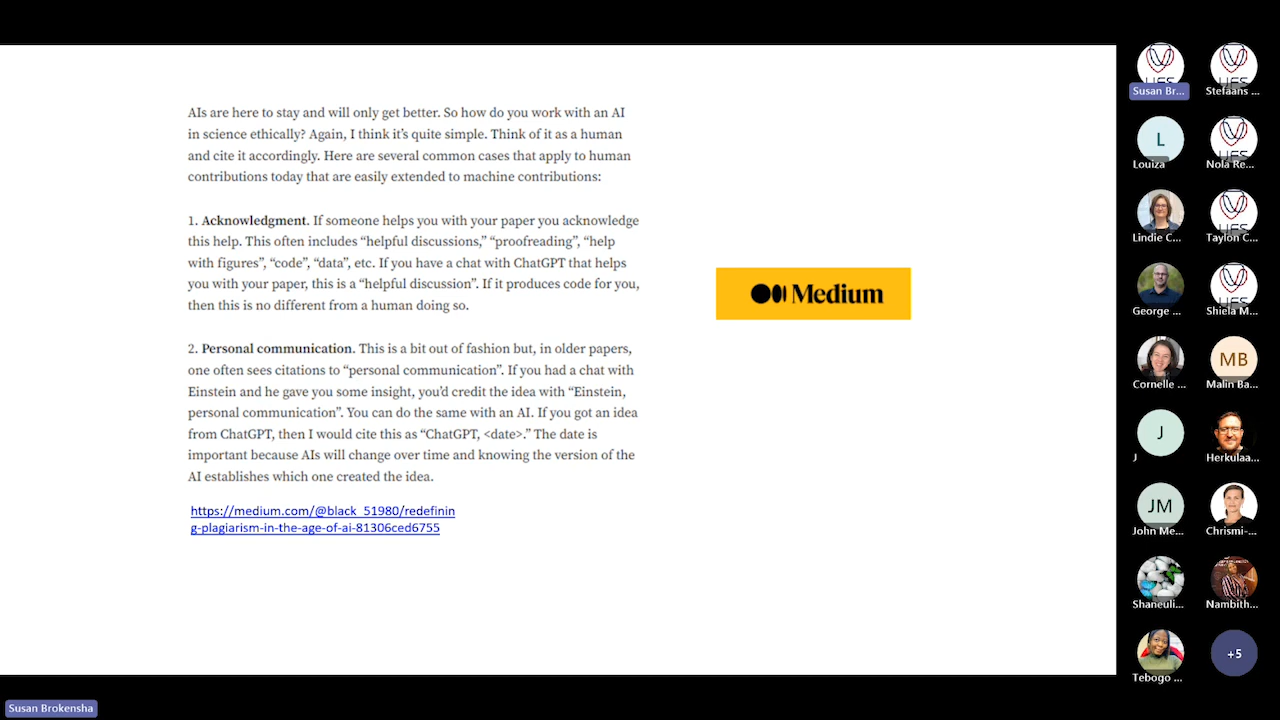 AIs are here to stay and will only get better. So how do you work with an AI
in science ethically? Again, I think it's quite simple. Think of it as a human
and cite it accordingly. Here are several common cases that apply to human
contributions today that are easily extended to machine contributions:
1. Acknowledgment. If someone helps you with your paper you acknowledge
this help. This often includes “helpful discussions,” “proofreading”, “help
with figures”, “code”, “data”, etc. If you have a chat with ChatGPT that helps
you with your paper, this is a “helpful discussion”. If it produces code for you,
then this is no different from a human doing so.
2. Personal communication. This is a bit out of fashion but, in older papers,
one often sees citations to “personal communication”. If you had a chat with
Einstein and he gave you some insight, you’d credit the idea with “Einstein,
personal communication”. You can do the same with an AI. If you got an idea
from ChatGPT, then I would cite this as “ChatGPT, <date>.” The date is
important because AIs will change over time and knowing the version of the
AI establishes which one created the idea.
https://medium.com/@black_51980/redefinin
g-plagiarism-in-the-age-of-ai-81306ced6755
Medium
Susan Br...
Stefaans ...
L
Louiza
Nola Re...
Lindie C...
Taylon C...
George ...
Shiela M...
Cornelle ...
MB
Malin Ba...
J
J
Herkulaa...
JM
John Me...
Chrismi-...
Shaneuli...
Nambith...
Tebogo ...
+5
Susan Brokensha